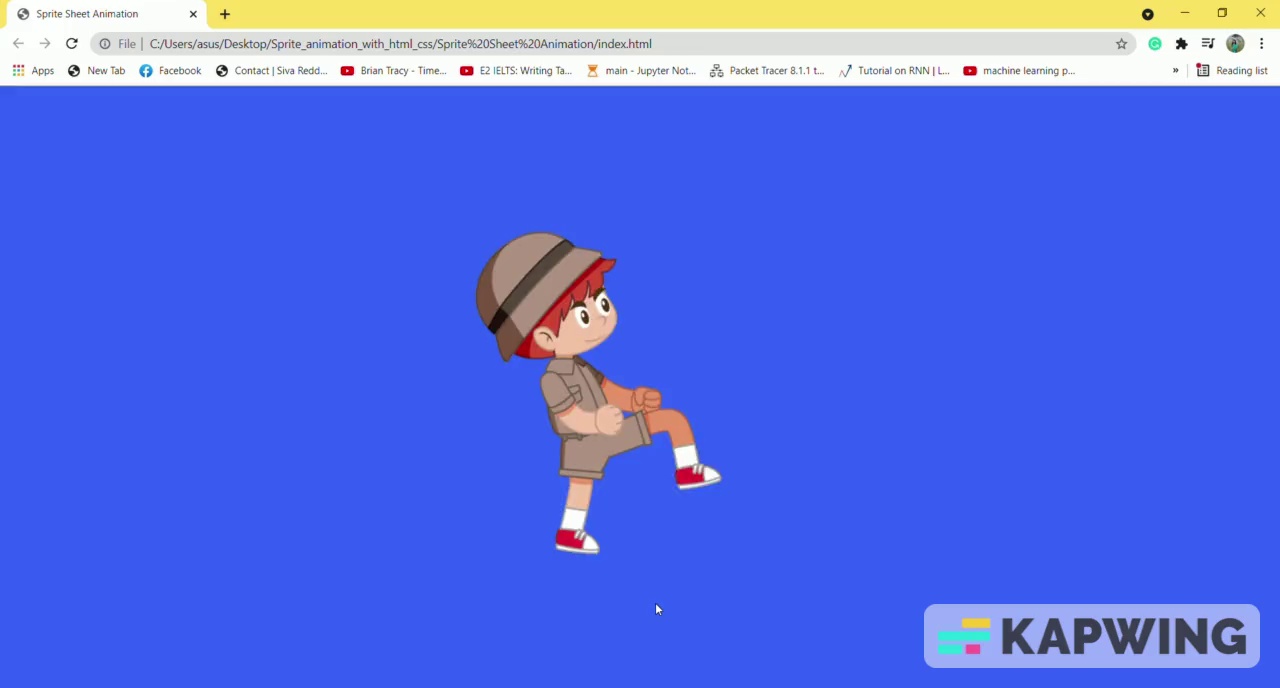 Sprite Sheet Animation
File | C:/Users/asus/Desktop/Sprite_animation_with_html_css/Sprite%20Sheet%20Animation/index.html
Apps New Tab Facebook Contact | Siva Redd... Brian Tracy - Time... E2 IELTS: Writing Ta... main - Jupyter Not... Packet Tracer 8.1.1 t... Tutorial on RNN | L... machine learning p... » Reading list
KAPWING